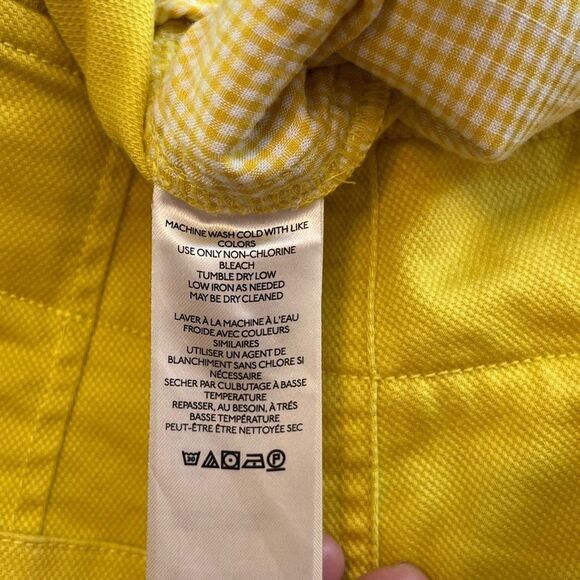 MACHINE WASH COLD WITH LIKE
COLORS
USE ONLY NON-CHLORINE
BLEACH
TUMBLE DRY LOW
LOW IRON AS NEEDED
MAY BE DRY CLEANED
LAVER À LA MACHINE À L'EAU
FROIDE AVEC COULEURS
SIMILAIRES
UTILISER UN AGENT DE
BLANCHIMENT SANS CHLORE SI
NÉCESSAIRE
SECHER PAR CULBUTAGE À BASSE
TEMPERATURE
REPASSER, AU BESOIN, À TRÉS
BASSE TEMPÉRATURE
PEUT-ÊTRE ÊTRE NETTOYÉE SEC
30 P